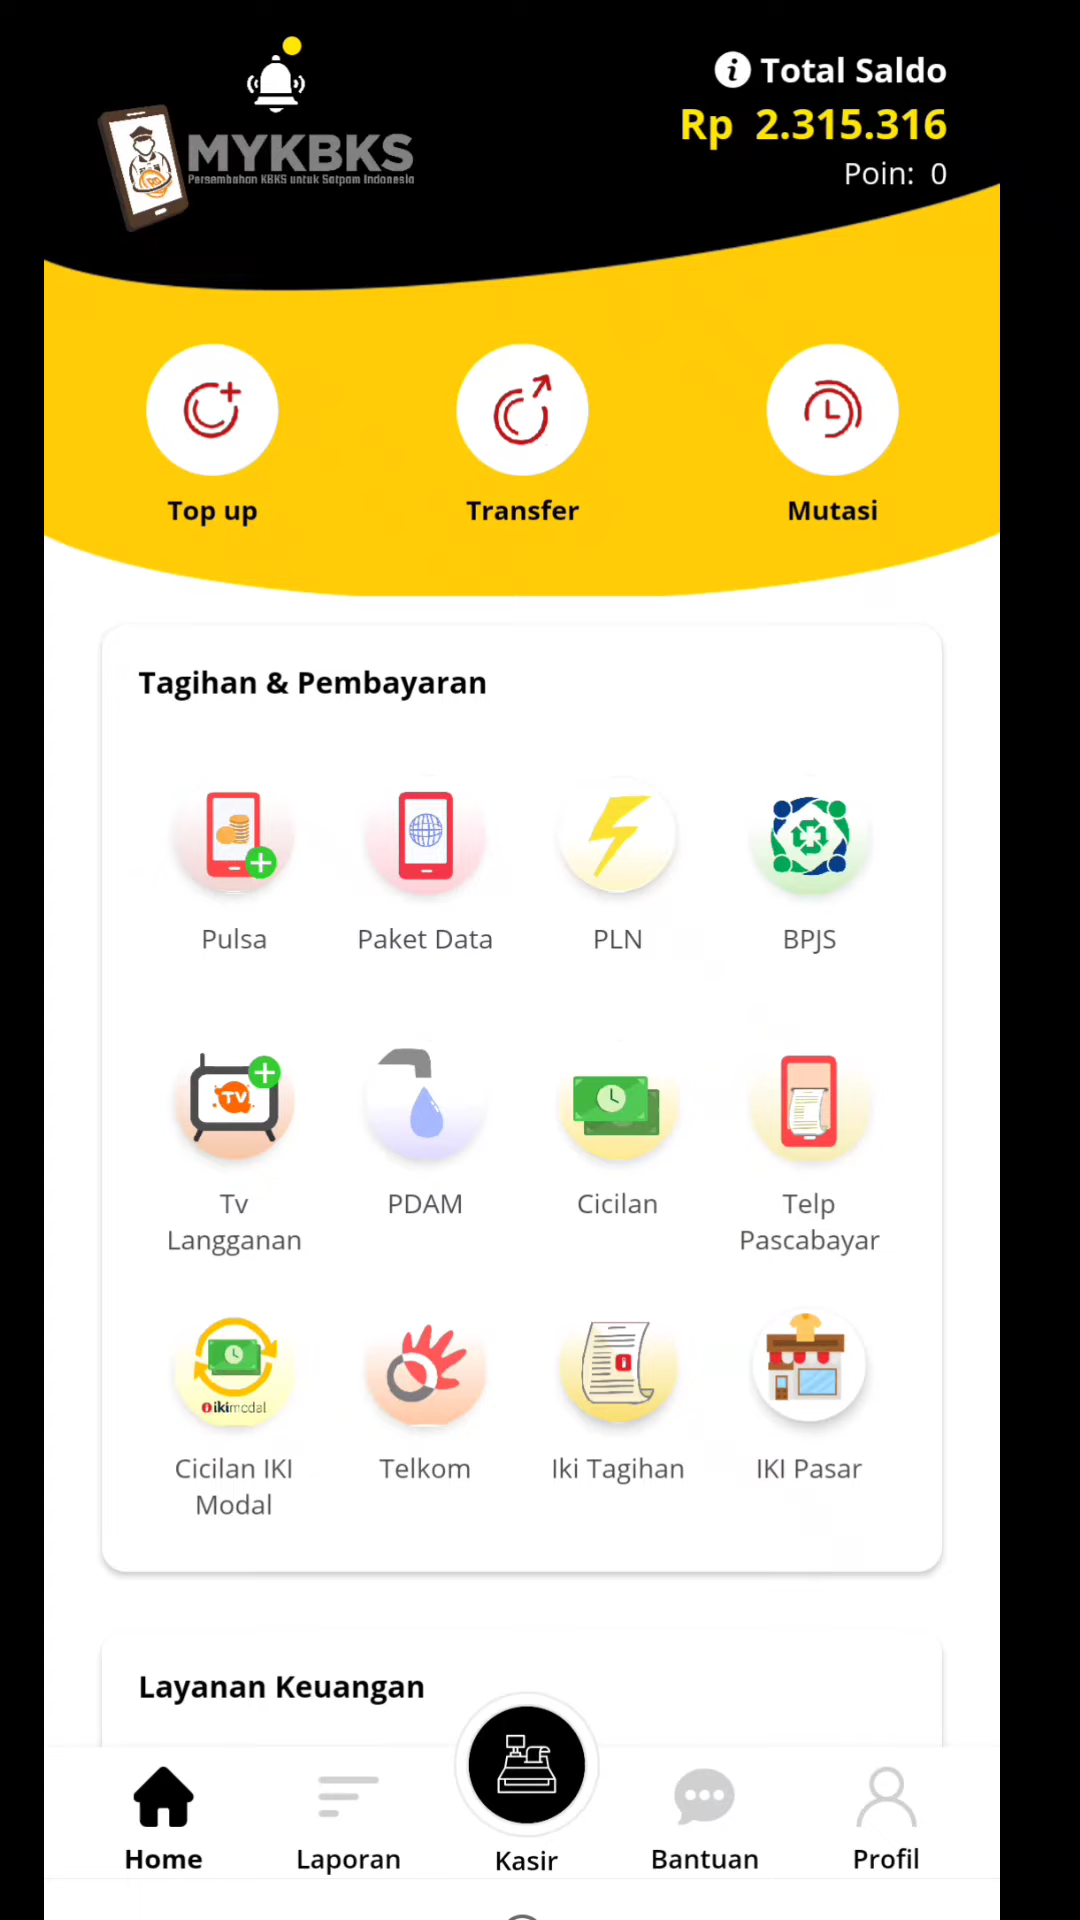 Total Saldo
Rp 2.315.316
Poin: 0
MYKBKS
Persembahan KBKS untuk Satpam Indonesia
Top up
Transfer
Mutasi
Tagihan & Pembayaran
Pulsa
Paket Data
PLN
BPJS
TV
Tv
Langganan
PDAM
Cicilan
Telp
Pascabayar
ikimodal
Cicilan IKI
Modal
Telkom
Iki Tagihan
IKI Pasar
Layanan Keuangan
Home
Laporan
Kasir
Bantuan
Profil